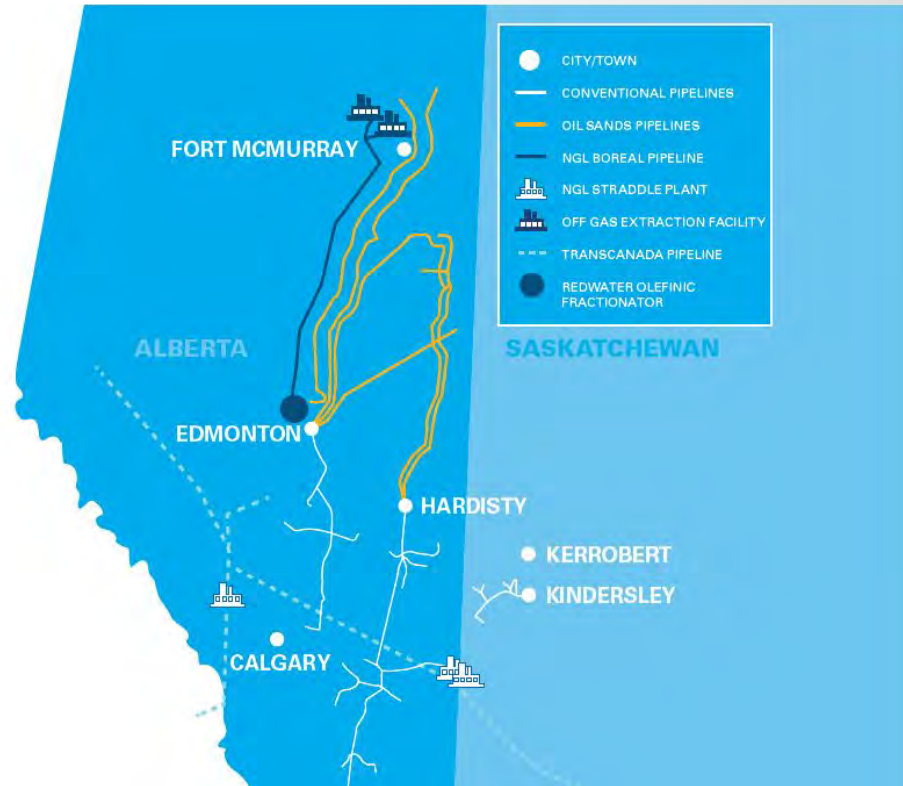 CITY/TOWN
CONVENTIONAL PIPELINES
OIL SANDS PIPELINES
NGL BOREAL PIPELINE
NGL STRADDLE PLANT
OFF GAS EXTRACTION FACILITY
TRANSCANADA PIPELINE
REDWATER OLEFINIC
FRACTIONATOR
FORT MCMURRAY
ALBERTA
SASKATCHEWAN
EDMONTON
HARDISTY
KERROBERT
KINDERSLEY
CALGARY